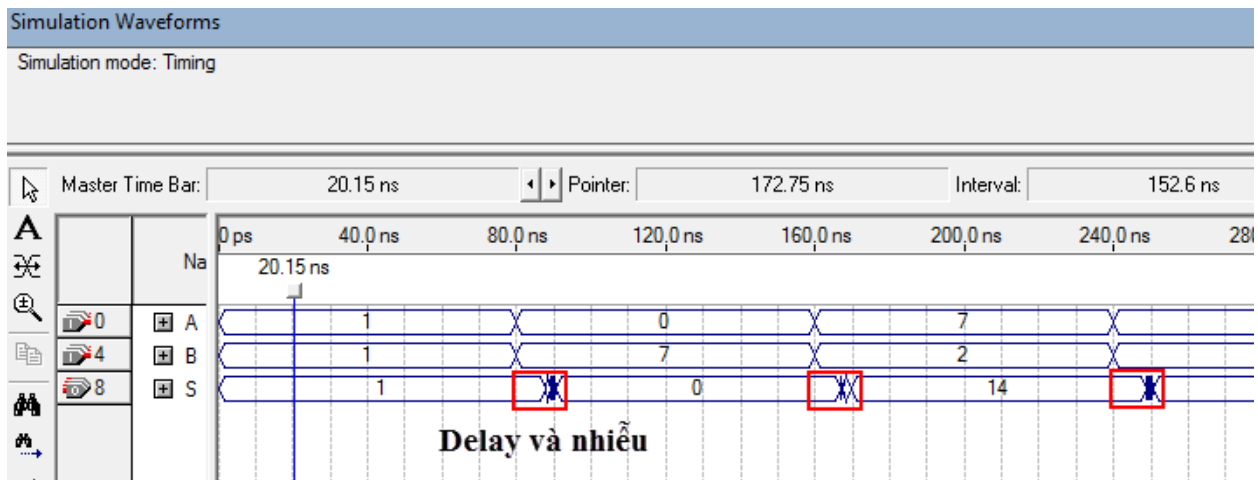 Simulation Waveforms
Simulation mode: Timing
Master Time Bar: 20.15 ns Pointer: 172.75 ns Interval: 152.6 ns
A
Na
0 ps 40.0 ns 80.0 ns 120.0 ns 160.0 ns 200.0 ns 240.0 ns 280
20.15 ns
0 A 1 0 7
4 B 1 7 2
8 S 1 0 14
Delay và nhiễu